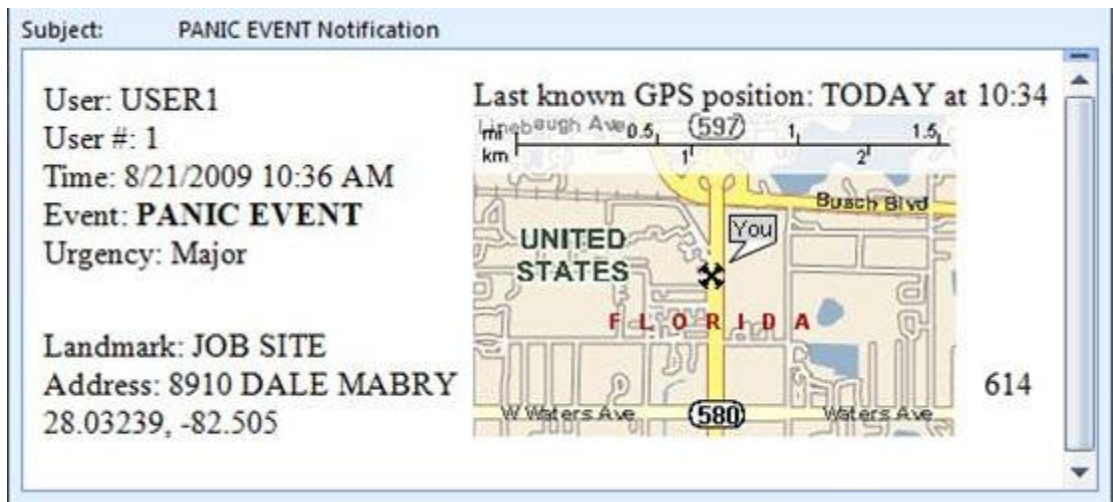 Subject: PANIC EVENT Notification
User: USER1
User #: 1
Time: 8/21/2009 10:36 AM
Event: PANIC EVENT
Urgency: Major
Landmark: JOB SITE
Address: 8910 DALE MABRY
28.03239, -82.505
Last known GPS position: TODAY at 10:34
Linebaugh Ave
mi 0.5 1 1.5
km 1 2
597
Busch Blvd
You
UNITED
STATES
FLORIDA
W Waters Ave 580 Waters Ave
614